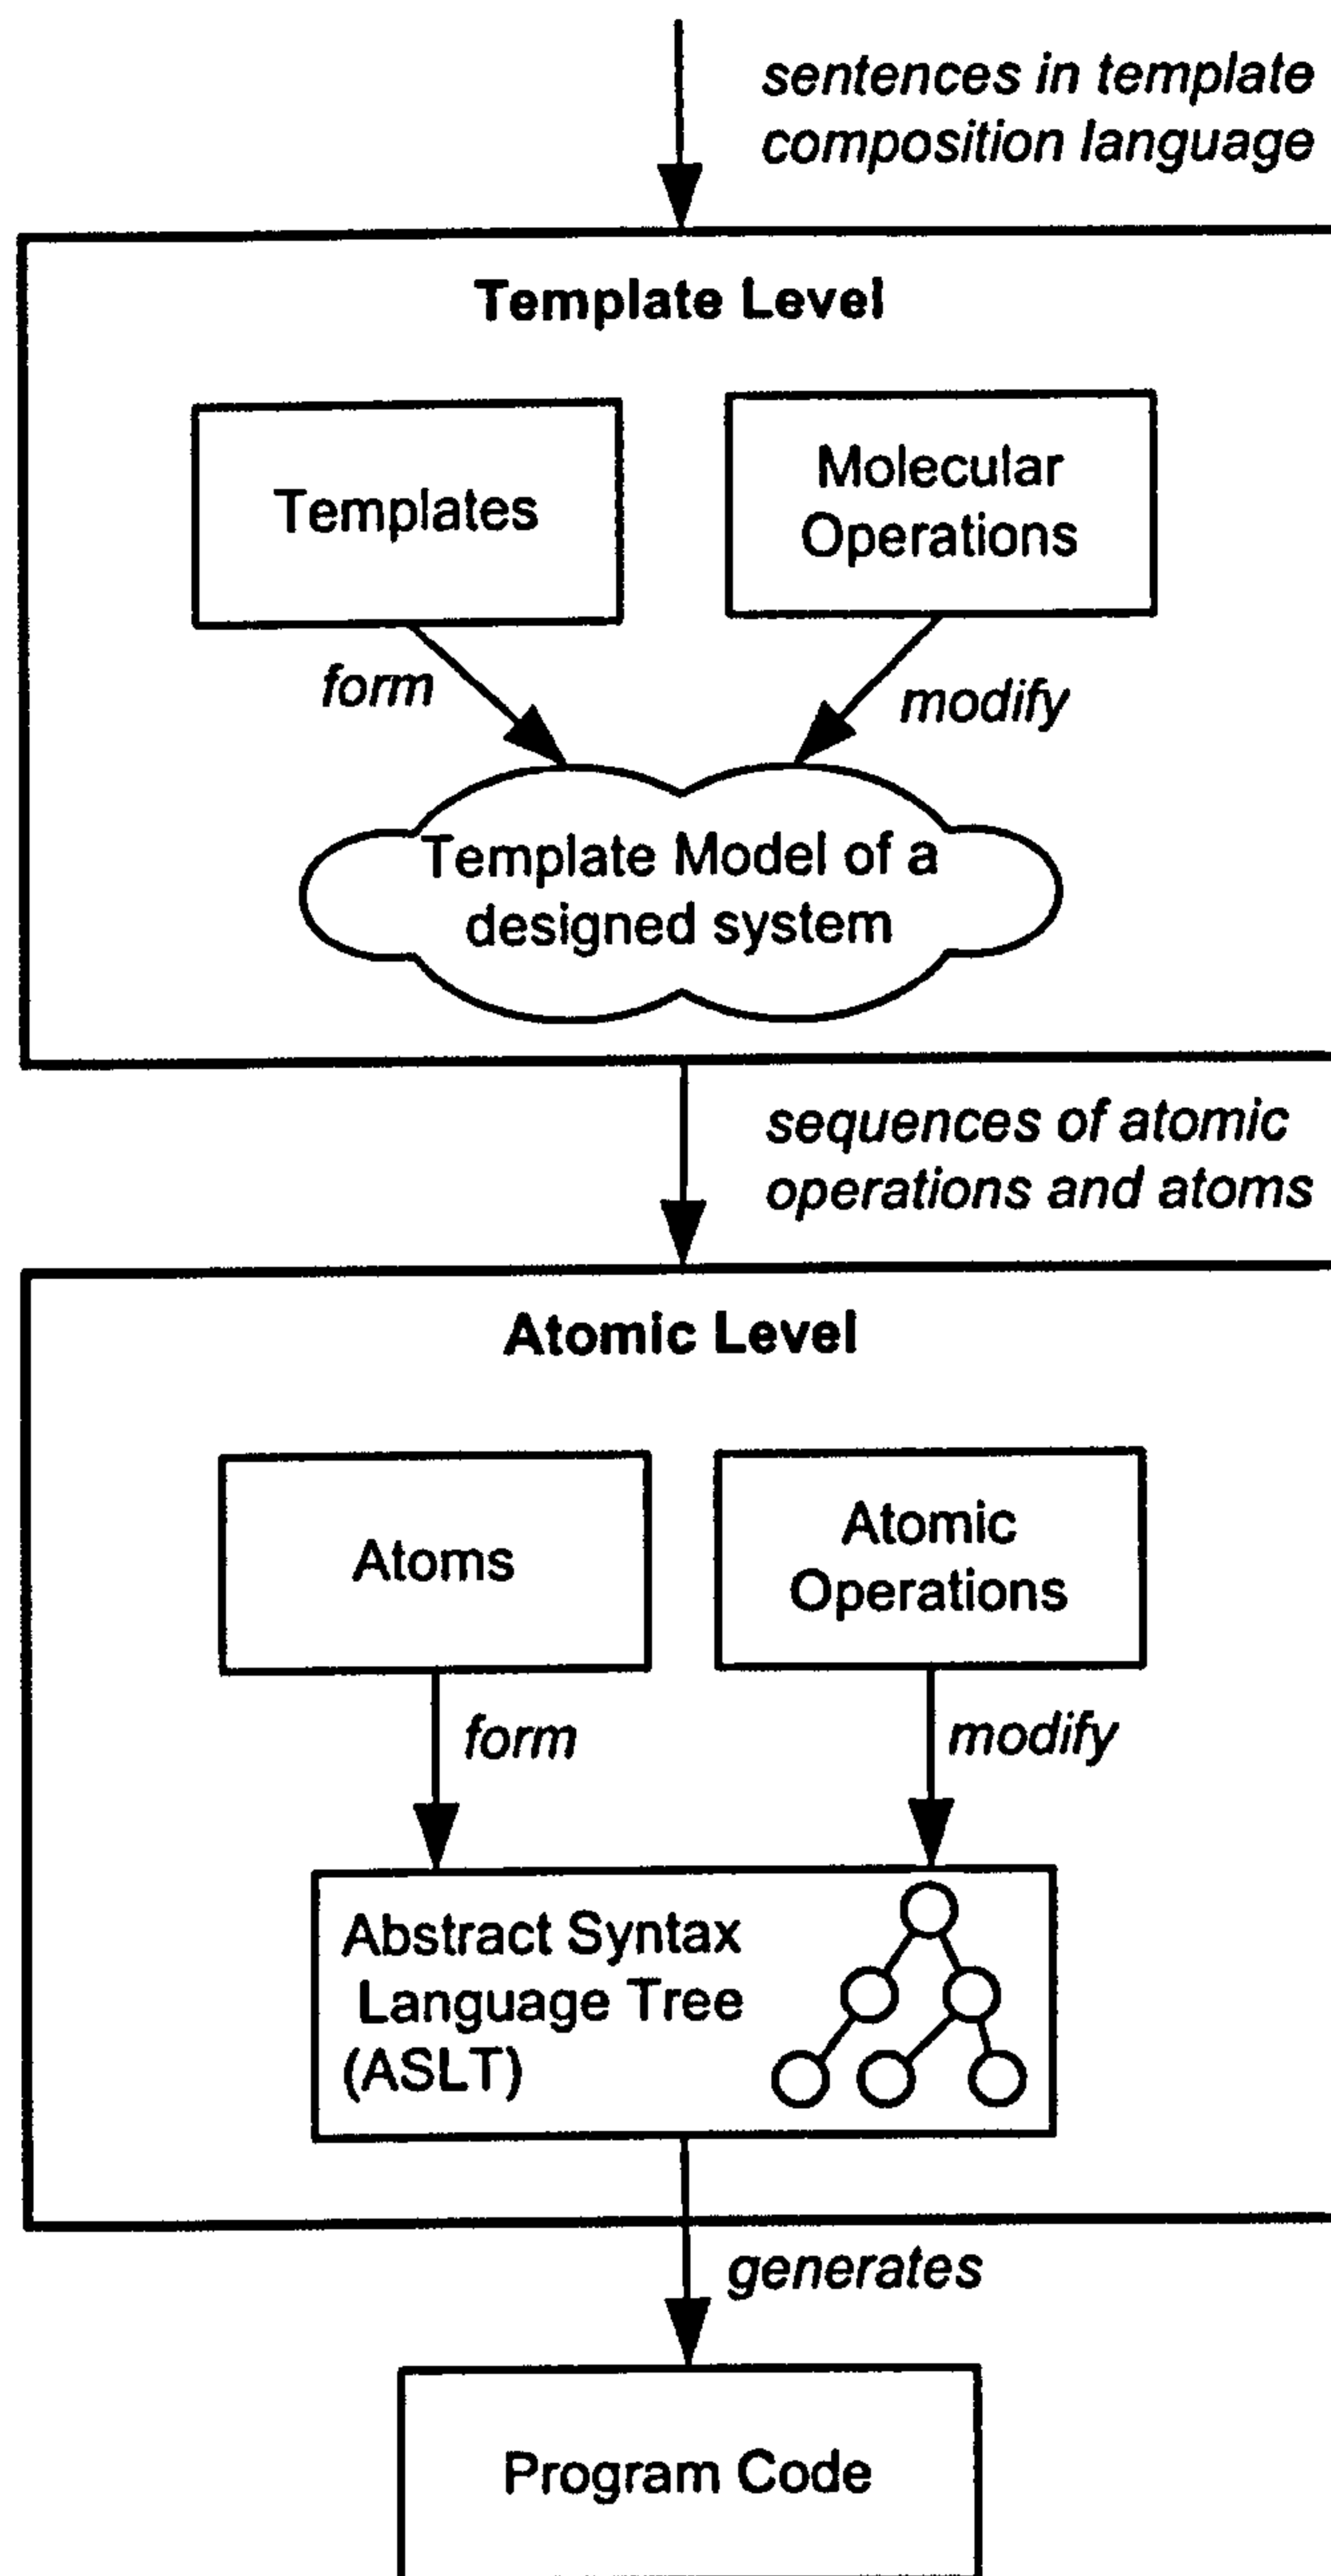 sentences in template
composition language
Template Level
Templates
Molecular
Operations
form
modify
Template Model of a
designed system
sequences of atomic
operations and atoms
Atomic Level
Atoms
Atomic
Operations
form
modify
Abstract Syntax
Language Tree
(ASLT)
generates
Program Code